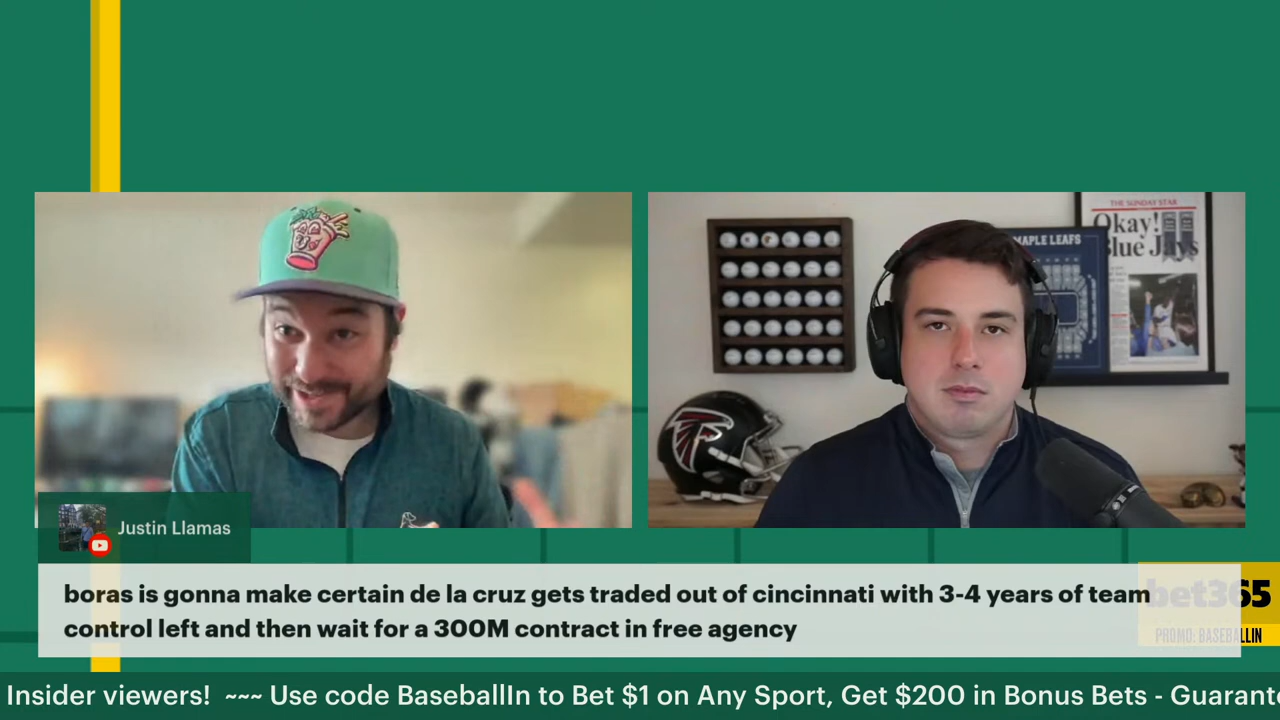 THE SUNDAY STAR
Okay!
Blue Jays
MAPLE LEAFS
Justin Llamas
boras is gonna make certain de la cruz gets traded out of cincinnati with 3-4 years of team
control left and then wait for a 300M contract in free agency
bet365
PROMO: BASEBALLIN
Insider viewers! ~~~ Use code BaseballIn to Bet $1 on Any Sport, Get $200 in Bonus Bets - Guarante